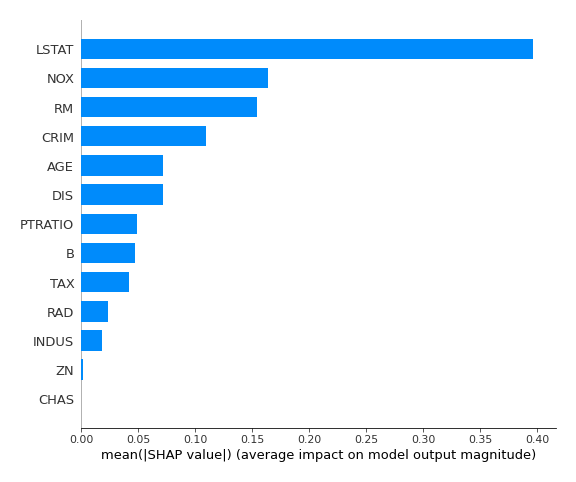 LSTAT
NOX
RM
CRIM
AGE
DIS
PTRATIO
B
TAX
RAD
INDUS
ZN
CHAS
0.00 0.05 0.10 0.15 0.20 0.25 0.30 0.35 0.40
mean(|SHAP value|) (average impact on model output magnitude)